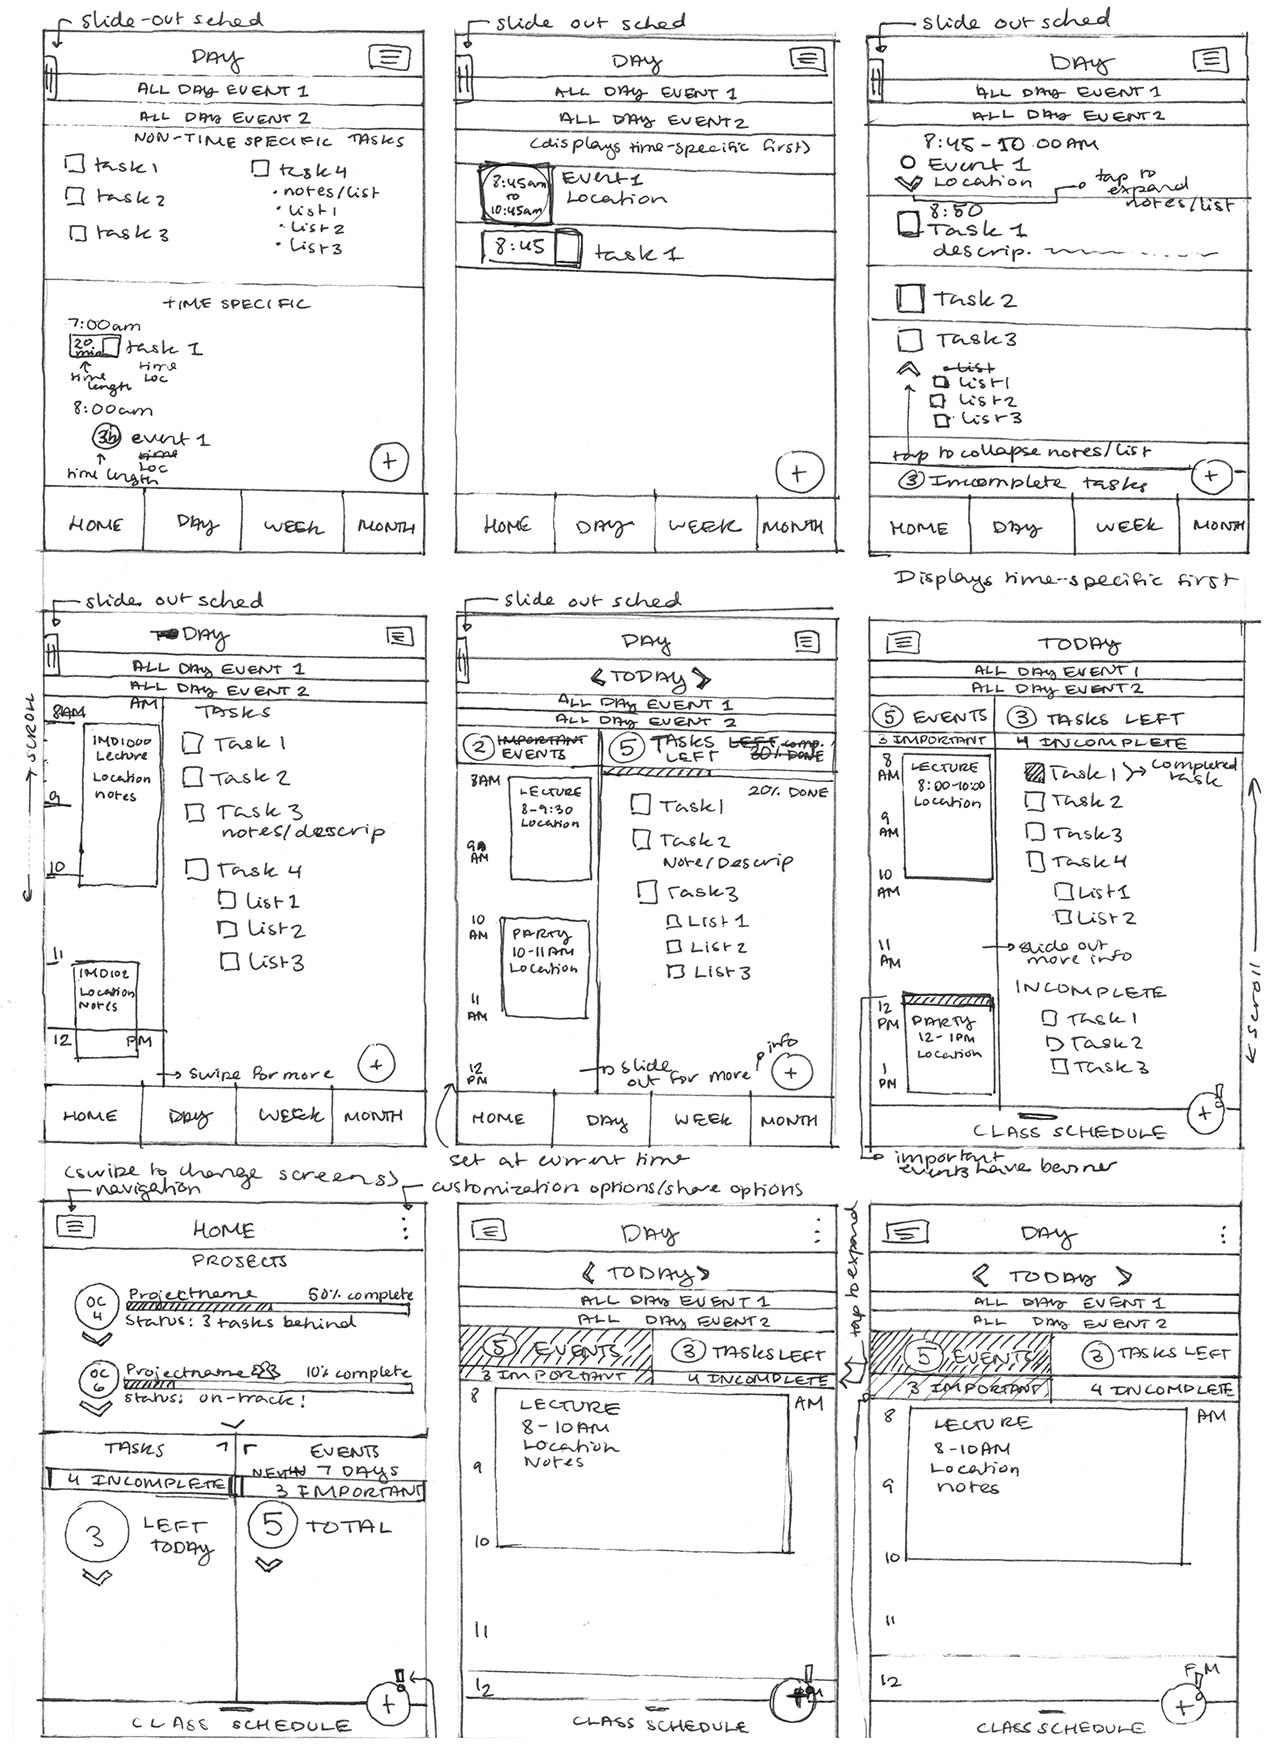 slide-out sched
DAY
ALL DAY EVENT 1
ALL DAY EVENT 2
NON-TIME SPECIFIC TASKS
task 1
task 2
task 3
task 4
• notes/list
• list 1
• list 2
• list 3
TIME SPECIFIC
7:00am
20 min
task 1
time length
time
LOC
8:00am
3h
event 1
time
LOC
time length
+
HOME
DAY
WEEK
MONTH
slide out sched
DAY
ALL DAY EVENT 1
ALL DAY EVENT 2
(displays time-specific first)
8:45am
to
10:45am
Event 1
Location
8:45
task 1
+
HOME
DAY
WEEK
MONTH
slide out sched
DAY
ALL DAY EVENT 1
ALL DAY EVENT 2
8:45-10:00AM
Event 1
Location
tap to
expand
notes/list
8:50
Task 1
descrip.
Task 2
Task 3
List
List 1
List 2
List 3
tap to collapse notes/list
3 Incomplete tasks
+
HOME
DAY
WEEK
MONTH
Displays time-specific first
slide out sched
DAY
ALL DAY EVENT 1
ALL DAY EVENT 2
SCROLL
AM
8AM
9
10
11
12
PM
IMD1000
Lecture
Location
notes
IMD102
Location
Notes
TASKS
Task 1
Task 2
Task 3
notes/descrip
Task 4
List 1
List 2
List 3
swipe for more
+
HOME
DAY
WEEK
MONTH
(swipe to change screens)
slide out sched
DAY
< TODAY >
ALL DAY EVENT 1
ALL DAY EVENT 2
2 IMPORTANT
EVENTS
5 TASKS LEFT comp.
LEFT 30% DONE
20% DONE
8AM
9
AM
10
AM
11
AM
12
PM
LECTURE
8-9:30
Location
PARTY
10-11AM
Location
Task 1
Task 2
Note/Descrip
Task 3
List 1
List 2
List 3
slide
out for more
info
+
HOME
DAY
WEEK
MONTH
set at current time
TODAY
ALL DAY EVENT 1
ALL DAY EVENT 2
5 EVENTS
3 TASKS LEFT
3 IMPORTANT
4 INCOMPLETE
8
AM
9
AM
10
AM
11
AM
12
PM
1
PM
LECTURE
8:00-10:00
Location
PARTY
12-1PM
Location
Task 1
completed
task
Task 2
Task 3
Task 4
List 1
List 2
slide out
more info
INCOMPLETE
Task 1
Task 2
Task 3
+
!
CLASS SCHEDULE
Scroll
important
events have banner
navigation
customization options/share options
HOME
PROJECTS
OC
4
Projectname
50% complete
Status: 3 tasks behind
OC
6
Projectname
10% complete
Status: on-track!
TASKS
4 INCOMPLETE
3
LEFT
TODAY
EVENTS
7 DAYS
3 IMPORTANT
5 TOTAL
+
!
CLASS SCHEDULE
DAY
< TODAY >
ALL DAY EVENT 1
ALL DAY EVENT 2
5 EVENTS
3 TASKS LEFT
3 IMPORTANT
4 INCOMPLETE
tap to expand
8
9
10
11
12
AM
LECTURE
8-10AM
Location
Notes
+
!
CLASS SCHEDULE
DAY
< TODAY >
ALL DAY EVENT 1
ALL DAY EVENT 2
5 EVENTS
3 TASKS LEFT
3 IMPORTANT
4 INCOMPLETE
8
9
10
11
12
AM
LECTURE
8-10AM
Location
notes
+
!
CLASS SCHEDULE